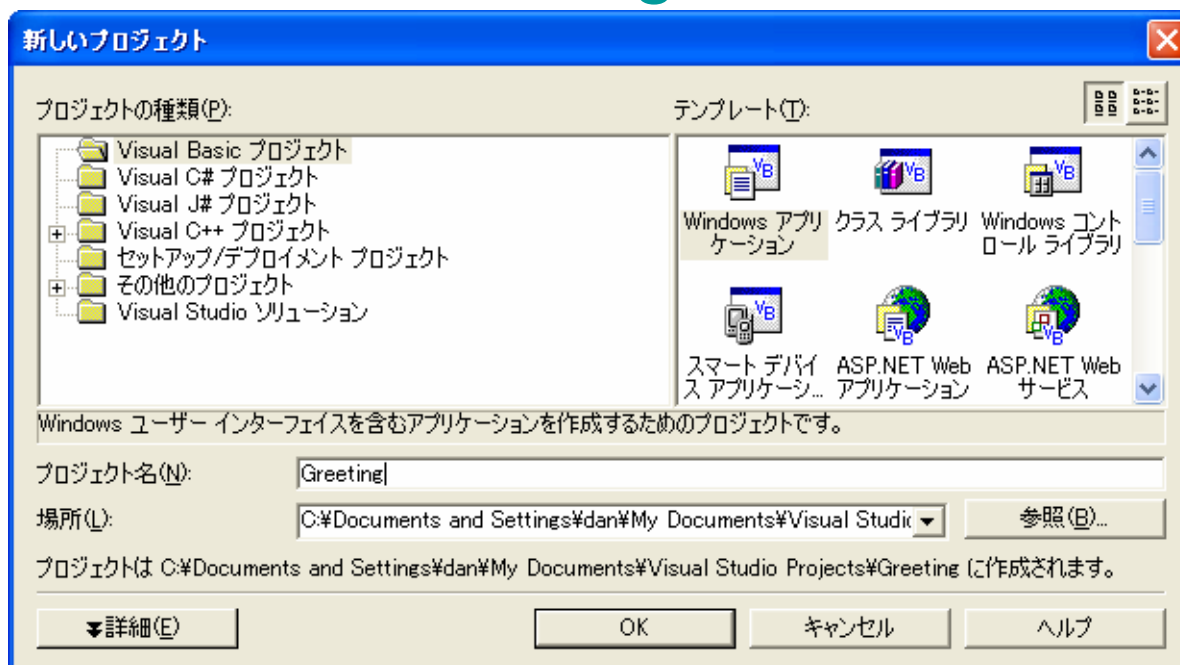 新しいプロジェクト
プロジェクトの種類(P):
テンプレート(T):
Visual Basic プロジェクト
Visual C# プロジェクト
Visual J# プロジェクト
Visual C++ プロジェクト
セットアップ/デプロイメント プロジェクト
その他のプロジェクト
Visual Studio ソリューション
Windows アプリ
ケーション
クラス ライブラリ
Windows コント
ロール ライブラリ
スマート デバイ
ス アプリケーシ...
ASP.NET Web
アプリケーション
ASP.NET Web
サービス
Windows ユーザー インターフェイスを含むアプリケーションを作成するためのプロジェクトです。
プロジェクト名(N):
Greeting
場所(L):
C:¥Documents and Settings¥dan¥My Documents¥Visual Studio
参照(B)...
プロジェクトは C:¥Documents and Settings¥dan¥My Documents¥Visual Studio Projects¥Greeting に作成されます。
詳細(E)
OK
キャンセル
ヘルプ